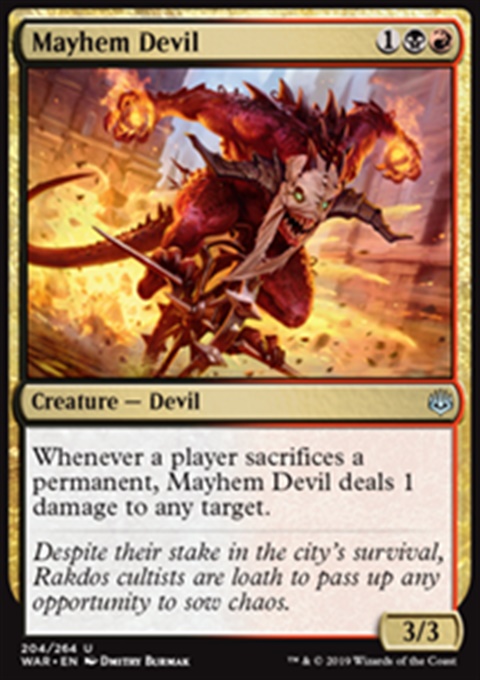 Mayhem Devil 1
Creature — Devil
Whenever a player sacrifices a
permanent, Mayhem Devil deals 1
damage to any target.
Despite their stake in the city's survival,
Rakdos cultists are loath to pass up any
opportunity to sow chaos.
3/3
204/264 U
WAR • EN Dmitry Burmak
™ & © 2019 Wizards of the Coast